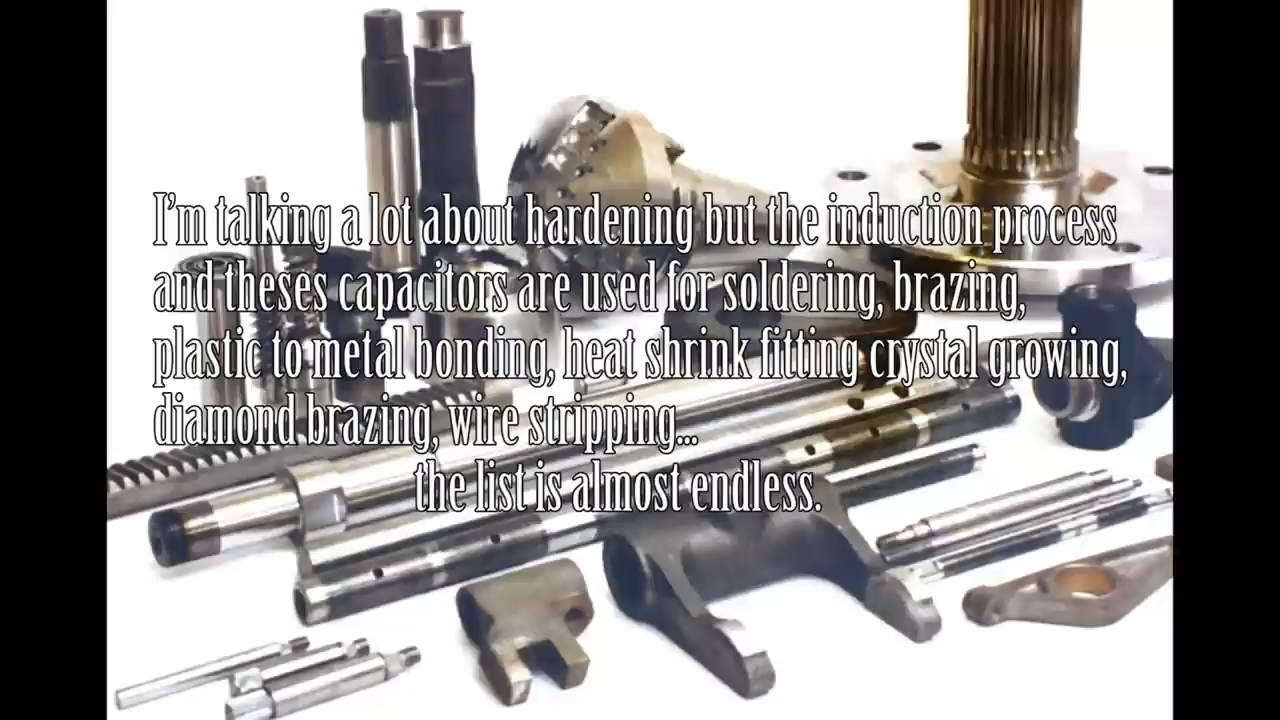 I'm talking a lot about hardening but the induction process
and theses capacitors are used for soldering, brazing,
plastic to metal bonding, heat shrink fitting crystal growing,
diamond brazing, wire stripping...
the list is almost endless.